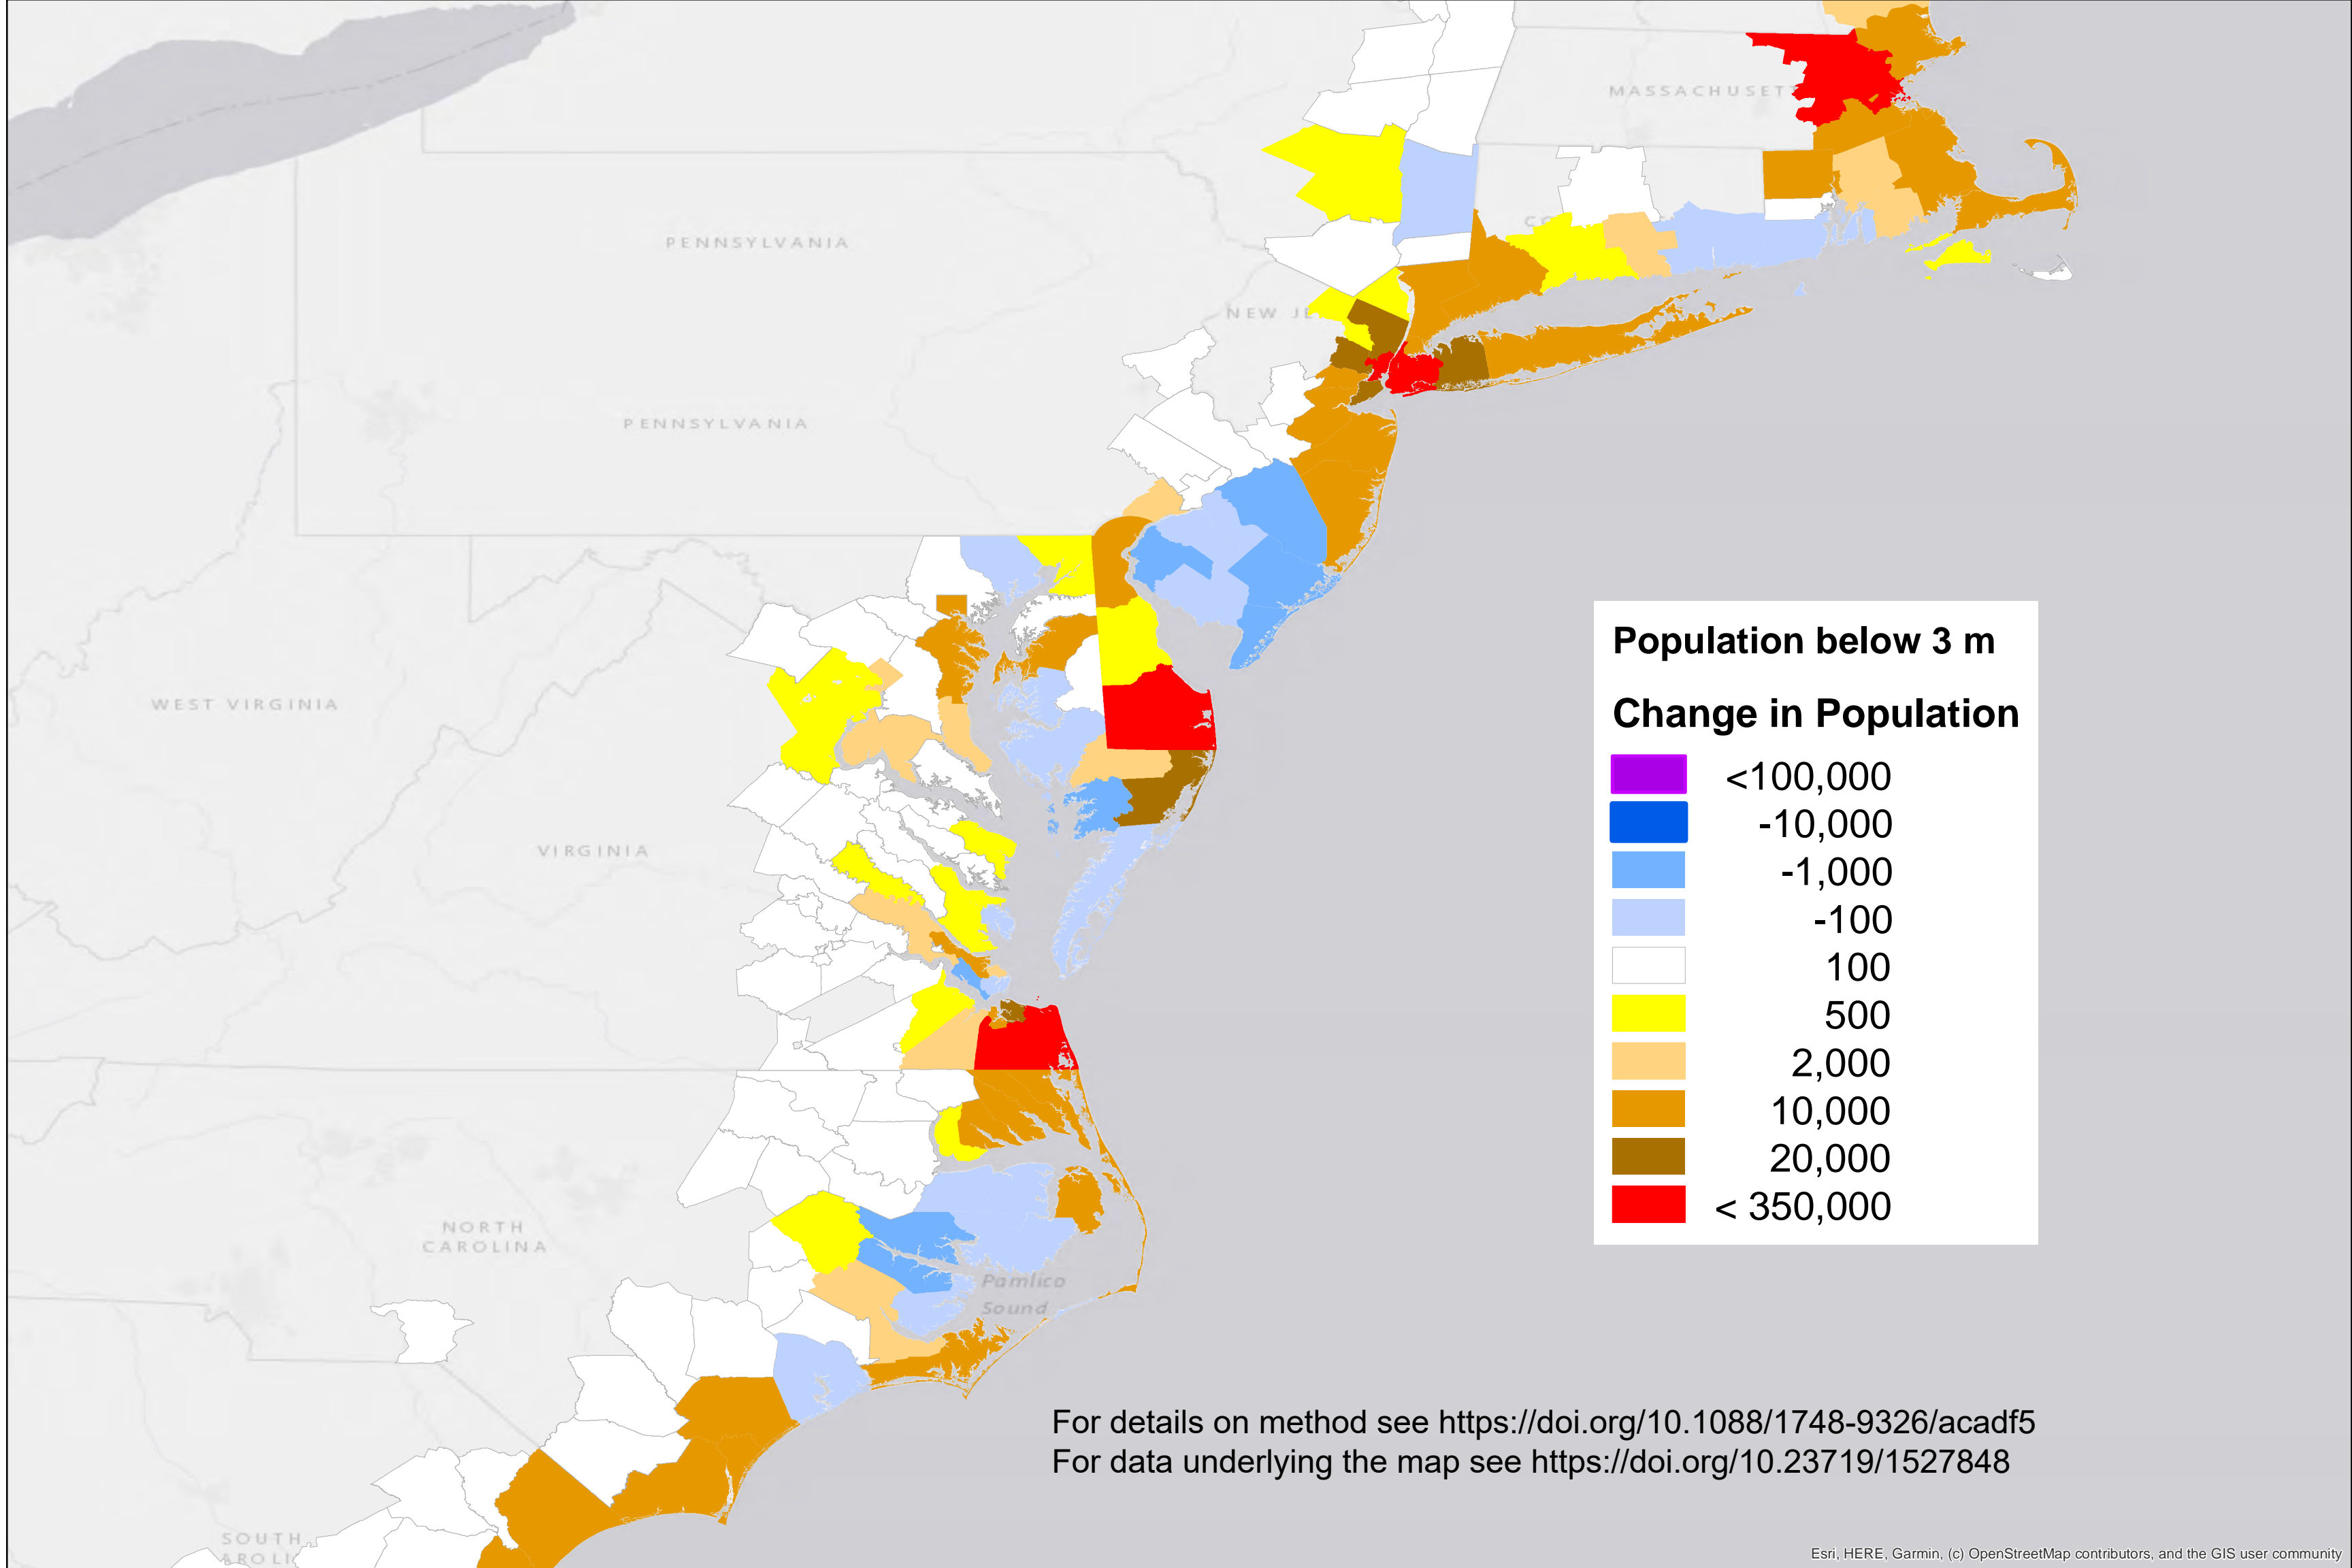 MASSACHUSET
PENNSYLVANIA
NEW JE
PENNSYLVANIA
WEST VIRGINIA
VIRGINIA
NORTH
CAROLINA
Pamlico
Sound
SOUTH
Population below 3 m
Change in Population
<100,000
-10,000
-1,000
-100
100
500
2,000
10,000
20,000
< 350,000
For details on method see https://doi.org/10.1088/1748-9326/acadf5
For data underlying the map see https://doi.org/10.23719/1527848
Esri, HERE, Garmin, (c) OpenStreetMap contributors, and the GIS user community